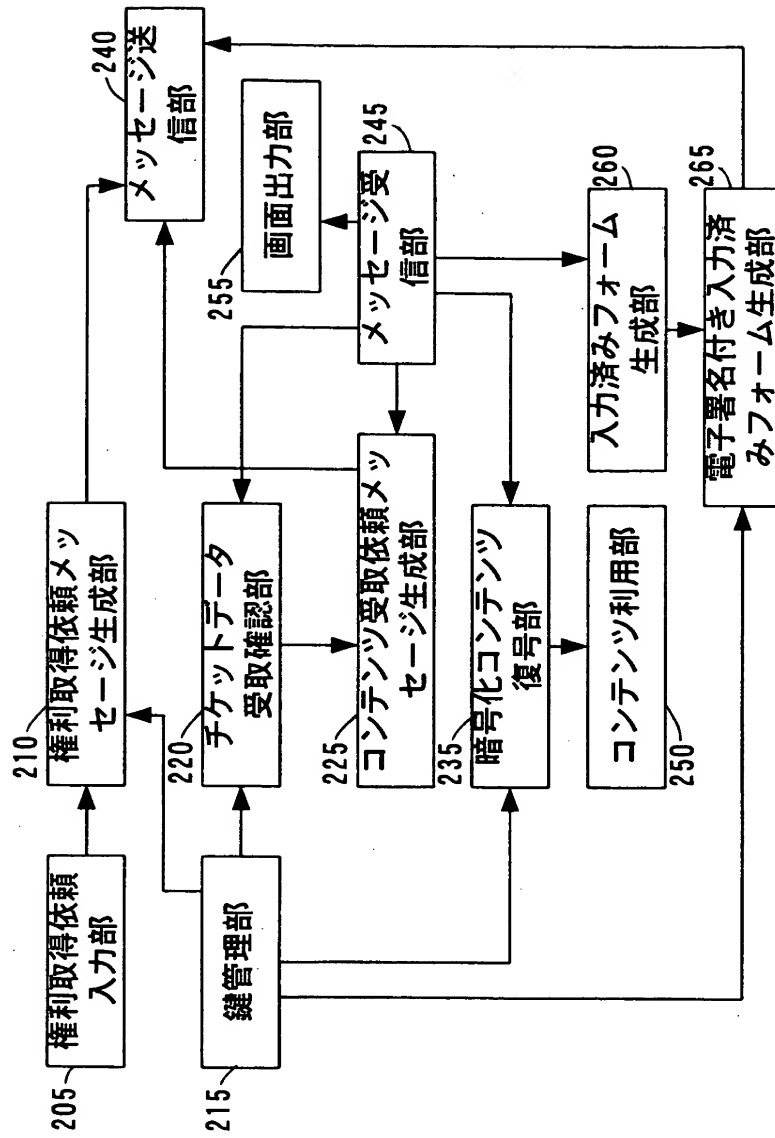 205
権利取得依頼
入力部
210
権利取得依頼メッ
セージ生成部
240
メッセージ送
信部
215
鍵管理部
220
チケットデータ
受取確認部
255
画面出力部
225
コンテンツ受取依頼メッ
セージ生成部
245
メッセージ受
信部
235
暗号化コンテンツ
復号部
250
コンテンツ利用部
260
入力済みフォーム
生成部
265
電子署名付き入力済
みフォーム生成部